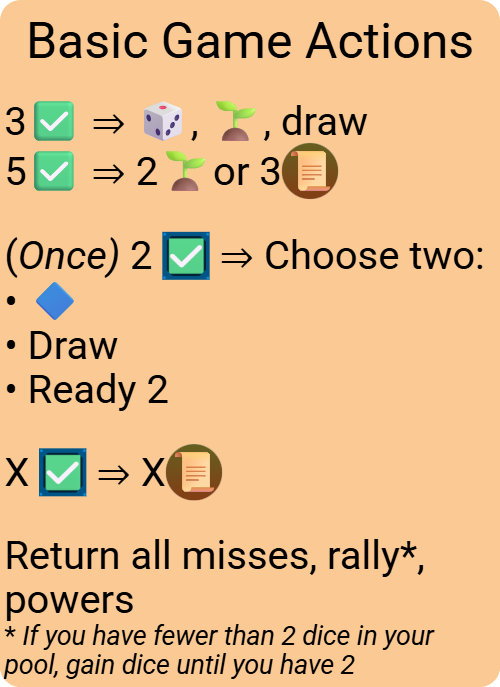 Basic Game Actions
3 ✅ ⇒ 🎲, 🌱, draw
5 ✅ ⇒ 2🌱 or 3📜
(Once) 2 ✅ ⇒ Choose two:
• 🔷
• Draw
• Ready 2
X ✅ ⇒ X📜
Return all misses, rally*,
powers
* If you have fewer than 2 dice in your
pool, gain dice until you have 2